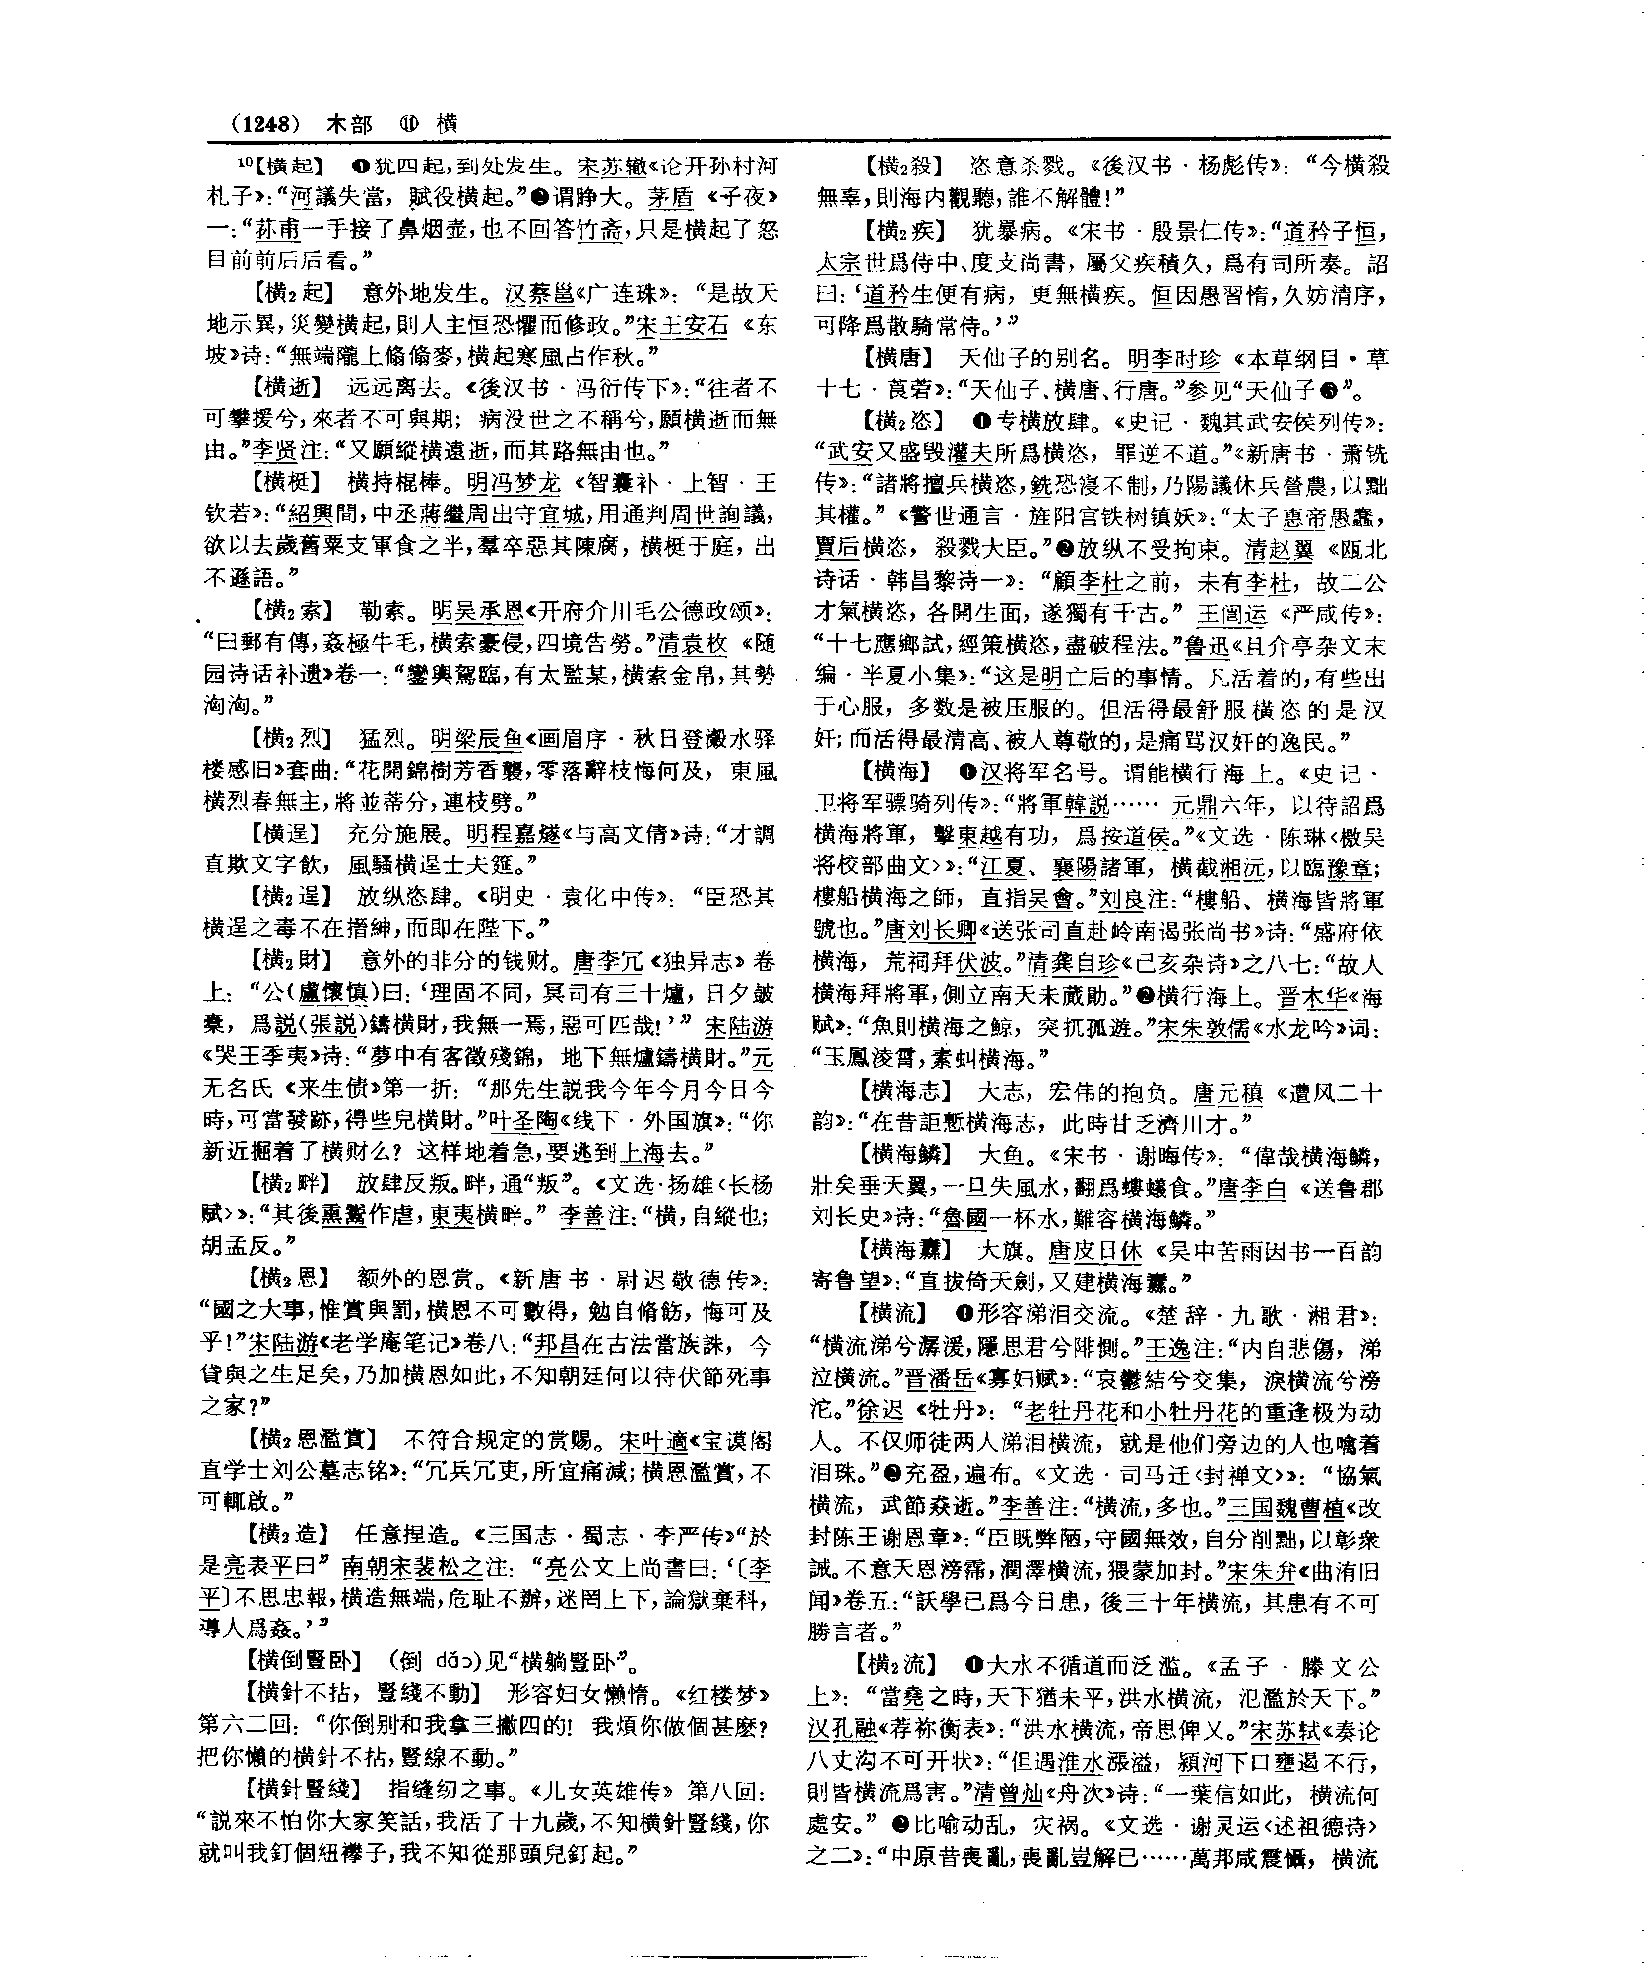 (1248) 木部 ⑪ 横
¹⁰【横起】 ❶犹四起,到处发生。宋苏辙《论开孙村河
札子》:“河議失當，賦役横起。”❷谓睁大。茅盾《子夜》
一:“荪甫一手接了鼻烟壶,也不回答竹斋,只是横起了怒
目前前后后看。”
【横₂起】 意外地发生。汉蔡邕《广连珠》：“是故天
地示異,災變横起,則人主恒恐懼而修政。”宋王安石《东
坡》诗:“無端隴上翛翛麥,横起寒風占作秋。”
【横逝】 远远离去。《後汉书·冯衍传下》:“往者不
可攀援兮,來者不可與期；病没世之不稱兮,願横逝而無
由。”李贤注:“又願縱横遠逝,而其路無由也。”
【横梃】 横持棍棒。明冯梦龙《智囊补·上智·王
钦若》:“紹興間,中丞蔣繼周出守宣城,用通判周世詢議,
欲以去歲舊粟支軍食之半,羣卒惡其陳腐，横梃于庭，出
不遜語。”
【横₂索】 勒索。明吴承恩《开府介川毛公德政颂》:
“曰郵有傳,姦極牛毛,横索豪侵,四境告勞。”清袁枚《随
园诗话补遗》卷一:“鑾輿駕臨,有太監某,横索金帛,其勢
洶洶。”
【横₂烈】 猛烈。明梁辰鱼《画眉序·秋日登澱水驿
楼感旧》套曲:“花開錦樹芳香襲,零落辭枝悔何及，東風
横烈春無主,將並蒂分,連枝劈。”
【横逞】 充分施展。明程嘉燧《与高文倩》诗:“才調
直欺文字飲，風騷横逞士夫筵。”
【横₂逞】 放纵恣肆。《明史·袁化中传》：“臣恐其
横逞之毒不在搢紳,而即在陛下。”
【横₂財】 意外的非分的钱财。唐李冗《独异志》卷
上：“公(盧懷慎)曰:‘理固不同，冥司有三十爐，日夕皷
橐，爲説(張説)鑄横財,我無一焉,惡可匹哉!’”宋陆游
《哭王季夷》诗:“夢中有客徵殘錦，地下無爐鑄横財。”元
无名氏《来生债》第一折：“那先生説我今年今月今日今
時,可當發跡,得些兒横財。”叶圣陶《线下·外国旗》:“你
新近掘着了横财么？这样地着急,要逃到上海去。”
【横₂畔】 放肆反叛。畔,通“叛”。《文选·扬雄〈长杨
赋〉》:“其後熏鬻作虐,東夷横畔。”李善注:“横,自縱也;
胡孟反。”
【横₂恩】 额外的恩赏。《新唐书·尉迟敬德传》:
“國之大事,惟賞與罰,横恩不可數得，勉自脩飭，悔可及
乎!”宋陆游《老学庵笔记》卷八:“邦昌在古法當族誅，今
貸與之生足矣,乃加横恩如此,不知朝廷何以待伏節死事
之家?”
【横₂恩濫賞】 不符合规定的赏赐。宋叶適《宝谟阁
直学士刘公墓志铭》:“冗兵冗吏,所宜痛減;横恩濫賞,不
可輒啟。”
【横₂造】 任意捏造。《三国志·蜀志·李严传》“於
是亮表平曰”南朝宋裴松之注：“亮公文上尚書曰:‘〔李
平〕不思忠報,横造無端,危耻不辦,迷罔上下,論獄棄科,
導人爲姦。’”
【横倒豎卧】 (倒 dǎo)见“横躺豎卧”。
【横針不拈，豎綫不動】 形容妇女懒惰。《红楼梦》
第六二回：“你倒别和我拿三撇四的！我煩你做個甚麽?
把你懶的横針不拈,豎線不動。”
【横針豎綫】 指缝纫之事。《儿女英雄传》第八回:
“説來不怕你大家笑話,我活了十九歲,不知横針豎綫,你
就叫我釘個紐襻子,我不知從那頭兒釘起。”
【横₂殺】 恣意杀戮。《後汉书·杨彪传》：“今横殺
無辜,則海内觀聽,誰不解體!”
【横₂疾】 犹暴病。《宋书·殷景仁传》:“道矜子恒,
太宗世爲侍中、度支尚書，屬父疾積久，爲有司所奏。詔
曰:‘道矜生便有病，更無横疾。恒因愚習惰,久妨清序,
可降爲散騎常侍。’”
【横唐】 天仙子的别名。明李时珍《本草纲目·草
十七·莨菪》:“天仙子、横唐、行唐。”参见“天仙子❸”。
【横₂恣】 ❶专横放肆。《史记·魏其武安侯列传》:
“武安又盛毁灌夫所爲横恣，罪逆不道。”《新唐书·萧铣
传》:“諸將擅兵横恣,銑恐寖不制,乃陽議休兵營農,以黜
其權。”《警世通言·旌阳宫铁树镇妖》:“太子惠帝愚蠢,
賈后横恣，殺戮大臣。”❷放纵不受拘束。清赵翼《瓯北
诗话·韩昌黎诗一》：“顧李杜之前，未有李杜，故二公
才氣横恣,各開生面,遂獨有千古。”王闿运《严咸传》:
“十七應鄉試,經策横恣,盡破程法。”鲁迅《且介亭杂文末
编·半夏小集》:“这是明亡后的事情。凡活着的,有些出
于心服，多数是被压服的。但活得最舒服横恣的是汉
奸;而活得最清高、被人尊敬的,是痛骂汉奸的逸民。”
【横海】 ❶汉将军名号。谓能横行海上。《史记·
卫将军骠骑列传》:“將軍韓説…… 元鼎六年，以待詔爲
横海將軍，擊東越有功，爲按道侯。”《文选·陈琳〈檄吴
将校部曲文〉》:“江夏、襄陽諸軍，横截湘沅,以臨豫章;
樓船横海之師，直指吴會。”刘良注:“樓船、横海皆將軍
號也。”唐刘长卿《送张司直赴岭南谒张尚书》诗:“盛府依
横海，荒祠拜伏波。”清龚自珍《己亥杂诗》之八七:“故人
横海拜將軍,側立南天未蕆勛。”❷横行海上。晋木华《海
赋》:“魚則横海之鯨，突扤孤遊。”宋朱敦儒《水龙吟》词:
“玉鳳淩霄,素虯横海。”
【横海志】 大志，宏伟的抱负。唐元稹《遭风二十
韵》:“在昔詎慙横海志，此時甘乏濟川才。”
【横海鳞】 大鱼。《宋书·谢晦传》：“偉哉横海鱗,
壯矣垂天翼,一旦失風水,翻爲螻蟻食。”唐李白《送鲁郡
刘长史》诗:“魯國一杯水,難容横海鱗。”
【横海纛】 大旗。唐皮日休《吴中苦雨因书一百韵
寄鲁望》:“直拔倚天劍,又建横海纛。”
【横流】 ❶形容涕泪交流。《楚辞·九歌·湘君》:
“横流涕兮潺湲,隱思君兮陫惻。”王逸注:“内自悲傷，涕
泣横流。”晋潘岳《寡妇赋》:“哀鬱結兮交集，淚横流兮滂
沱。”徐迟《牡丹》：“老牡丹花和小牡丹花的重逢极为动
人。不仅师徒两人涕泪横流，就是他们旁边的人也噙着
泪珠。”❷充盈,遍布。《文选·司马迁〈封禅文〉》：“協氣
横流，武節猋逝。”李善注:“横流,多也。”三国魏曹植《改
封陈王谢恩章》:“臣既弊陋,守國無效,自分削黜,以彰衆
誡。不意天恩滂霈,潤澤横流,猥蒙加封。”宋朱弁《曲洧旧
闻》卷五:“訞學已爲今日患，後三十年横流，其患有不可
勝言者。”
【横₂流】 ❶大水不循道而泛滥。《孟子·滕文公
上》：“當堯之時,天下猶未平,洪水横流，氾濫於天下。”
汉孔融《荐祢衡表》:“洪水横流,帝思俾乂。”宋苏轼《奏论
八丈沟不可开状》:“但遇淮水漲溢，潁河下口壅遏不行,
則皆横流爲害。”清曾灿《舟次》诗:“一葉信如此，横流何
處安。”❷比喻动乱，灾祸。《文选·谢灵运〈述祖德诗〉
之二》:“中原昔喪亂,喪亂豈解已……萬邦咸震懾，横流